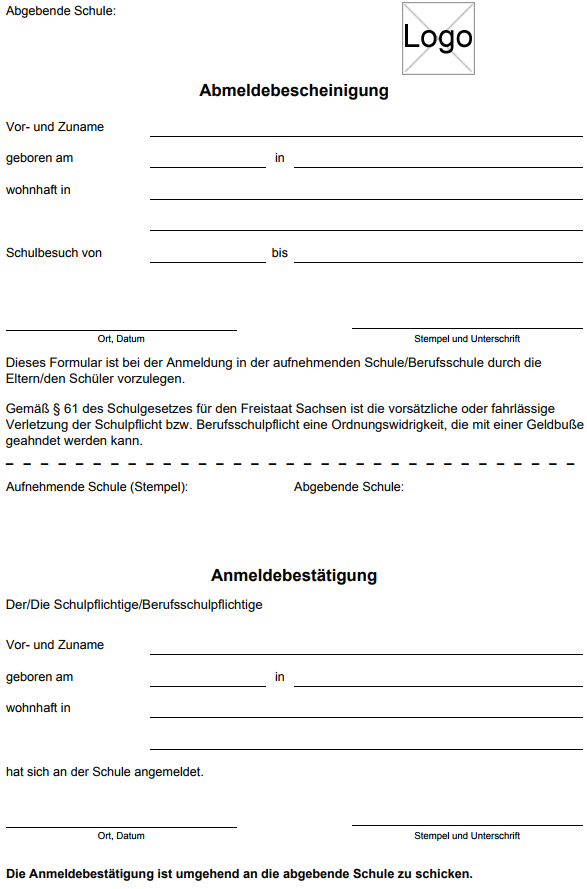 Abgebende Schule:
Logo
Abmeldebescheinigung
Vor- und Zuname
geboren am in
wohnhaft in
Schulbesuch von bis
Ort, Datum Stempel und Unterschrift
Dieses Formular ist bei der Anmeldung in der aufnehmenden Schule/Berufsschule durch die
Eltern/den Schüler vorzulegen.
Gemäß § 61 des Schulgesetzes für den Freistaat Sachsen ist die vorsätzliche oder fahrlässige
Verletzung der Schulpflicht bzw. Berufsschulpflicht eine Ordnungswidrigkeit, die mit einer Geldbuße
geahndet werden kann.
Aufnehmende Schule (Stempel): Abgebende Schule:
Anmeldebestätigung
Der/Die Schulpflichtige/Berufsschulpflichtige
Vor- und Zuname
geboren am in
wohnhaft in
hat sich an der Schule angemeldet.
Ort, Datum Stempel und Unterschrift
Die Anmeldebestätigung ist umgehend an die abgebende Schule zu schicken.